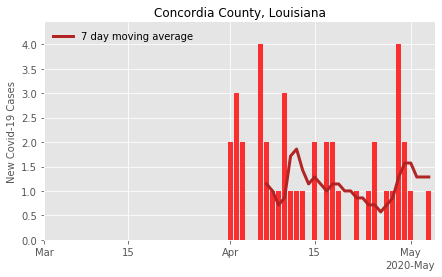 Concordia County, Louisiana
7 day moving average
New Covid-19 Cases
4.0
3.5
3.0
2.5
2.0
1.5
1.0
0.5
0.0
Mar 15 Apr 15 May
2020-May